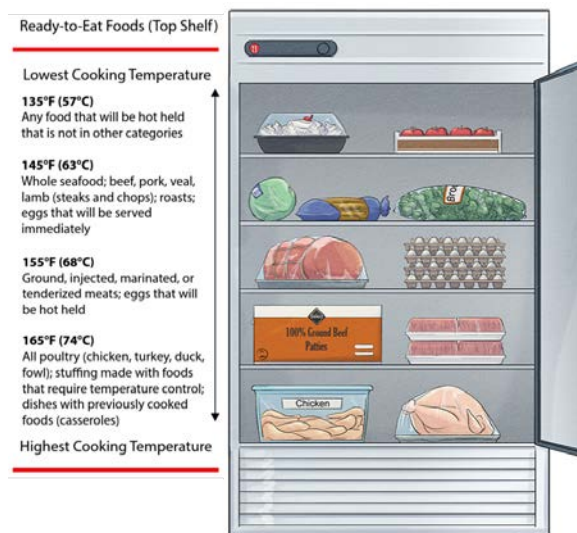 Ready-to-Eat Foods (Top Shelf)
Lowest Cooking Temperature
135°F (57°C)
Any food that will be hot held
that is not in other categories
145°F (63°C)
Whole seafood; beef, pork, veal,
lamb (steaks and chops); roasts;
eggs that will be served
immediately
155°F (68°C)
Ground, injected, marinated, or
tenderized meats; eggs that will
be hot held
165°F (74°C)
All poultry (chicken, turkey, duck,
fowl); stuffing made with foods
that require temperature control;
dishes with previously cooked
foods (casseroles)
Highest Cooking Temperature
Bro
100% Ground Beef
Patties
Chicken